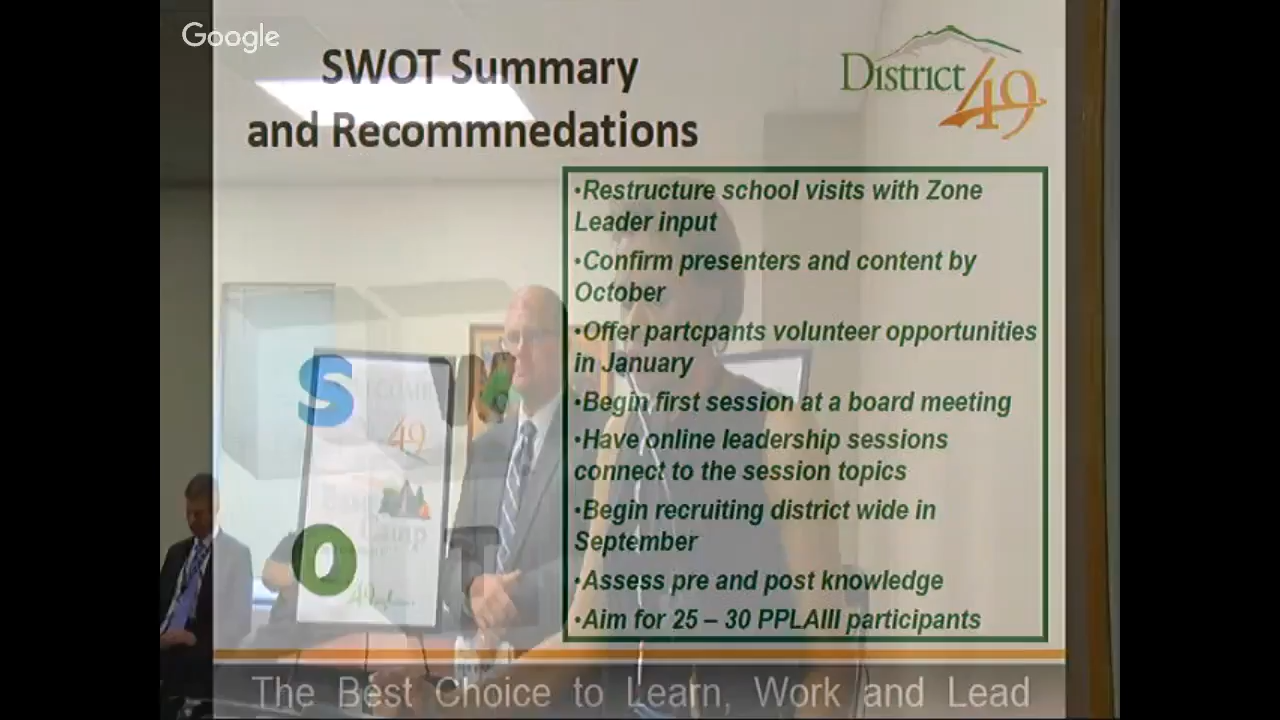 Google
SWOT Summary
and Recommnedations
District
49
•Restructure school visits with Zone
Leader input
•Confirm presenters and content by
October
•Offer partcpants volunteer opportunities
in January
•Begin first session at a board meeting
•Have online leadership sessions
connect to the session topics
•Begin recruiting district wide in
September
•Assess pre and post knowledge
•Aim for 25 – 30 PPLAIII participants
S W
49
Camp
O T
The Best Choice to Learn, Work and Lead